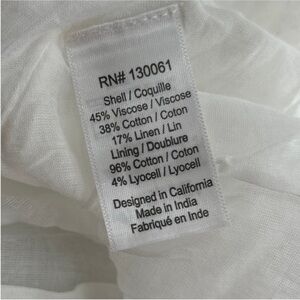 RN# 130061
Shell / Coquille
45% Viscose / Viscose
38% Cotton / Coton
17% Linen / Lin
Lining / Doublure
96% Cotton / Coton
4% Lyocell / Lyocell
Designed in California
Made in India
Fabriqué en Inde